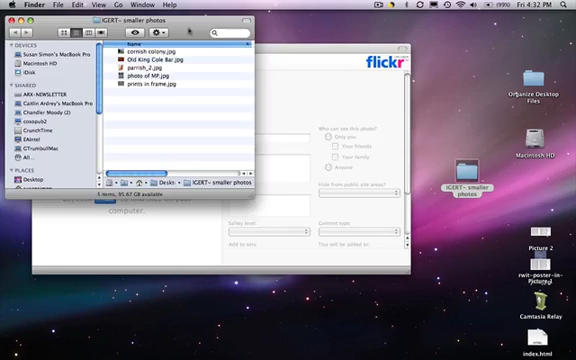 Finder File Edit View Go Window Help
(99%) Fri 4:32 PM
IGERT~ smaller photos
Name
DEVICES
Susan Simon's MacBook Pro
Macintosh HD
iDisk
SHARED
ARX-NEWSLETTER
Caitlin Ardrey's MacBook Pro
Chandler Moody (2)
cosopub2
CrunchTime
EAIntel
GTrumbullMac
All...
PLACES
Desktop
cornish colony.jpg
Old King Cole Bar.jpg
parrish_2.jpg
photo of MP.jpg
prints in frame.jpg
Deskt
IGERT~ smaller photos
5 items, 95.67 GB available
computer.
flickr
Who can see this photo?
Only you
Your friends
Your family
Anyone
Hide from public site areas?
Safety level:
Content type:
Add to sets:
This will be added to:
Organize Desktop
Files
Macintosh HD
IGERT~ smaller
photos
Picture 2
rwit-poster-in
Camtasia Relay
index.html